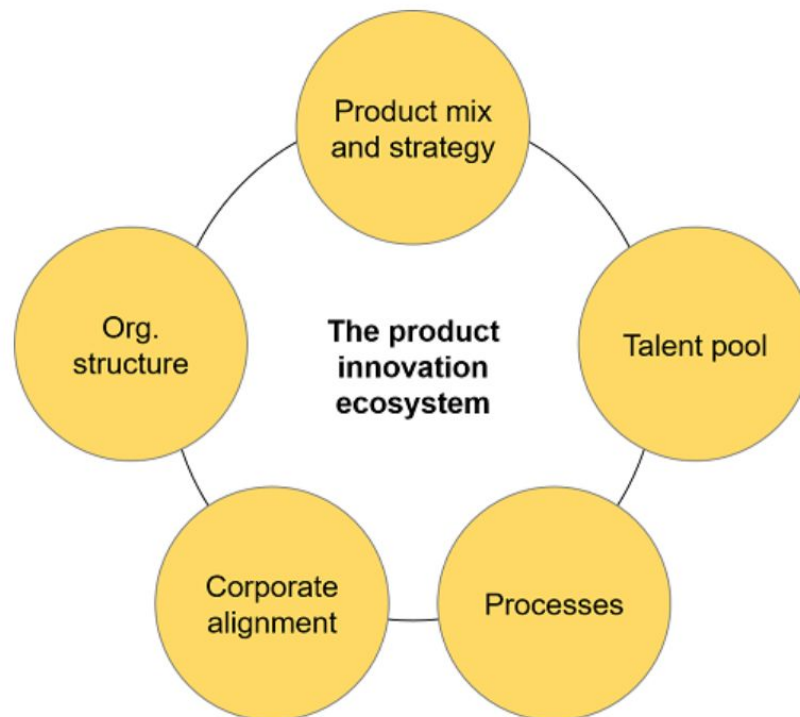 Product mix
and strategy
Org.
structure
The product
innovation
ecosystem
Talent pool
Corporate
alignment
Processes